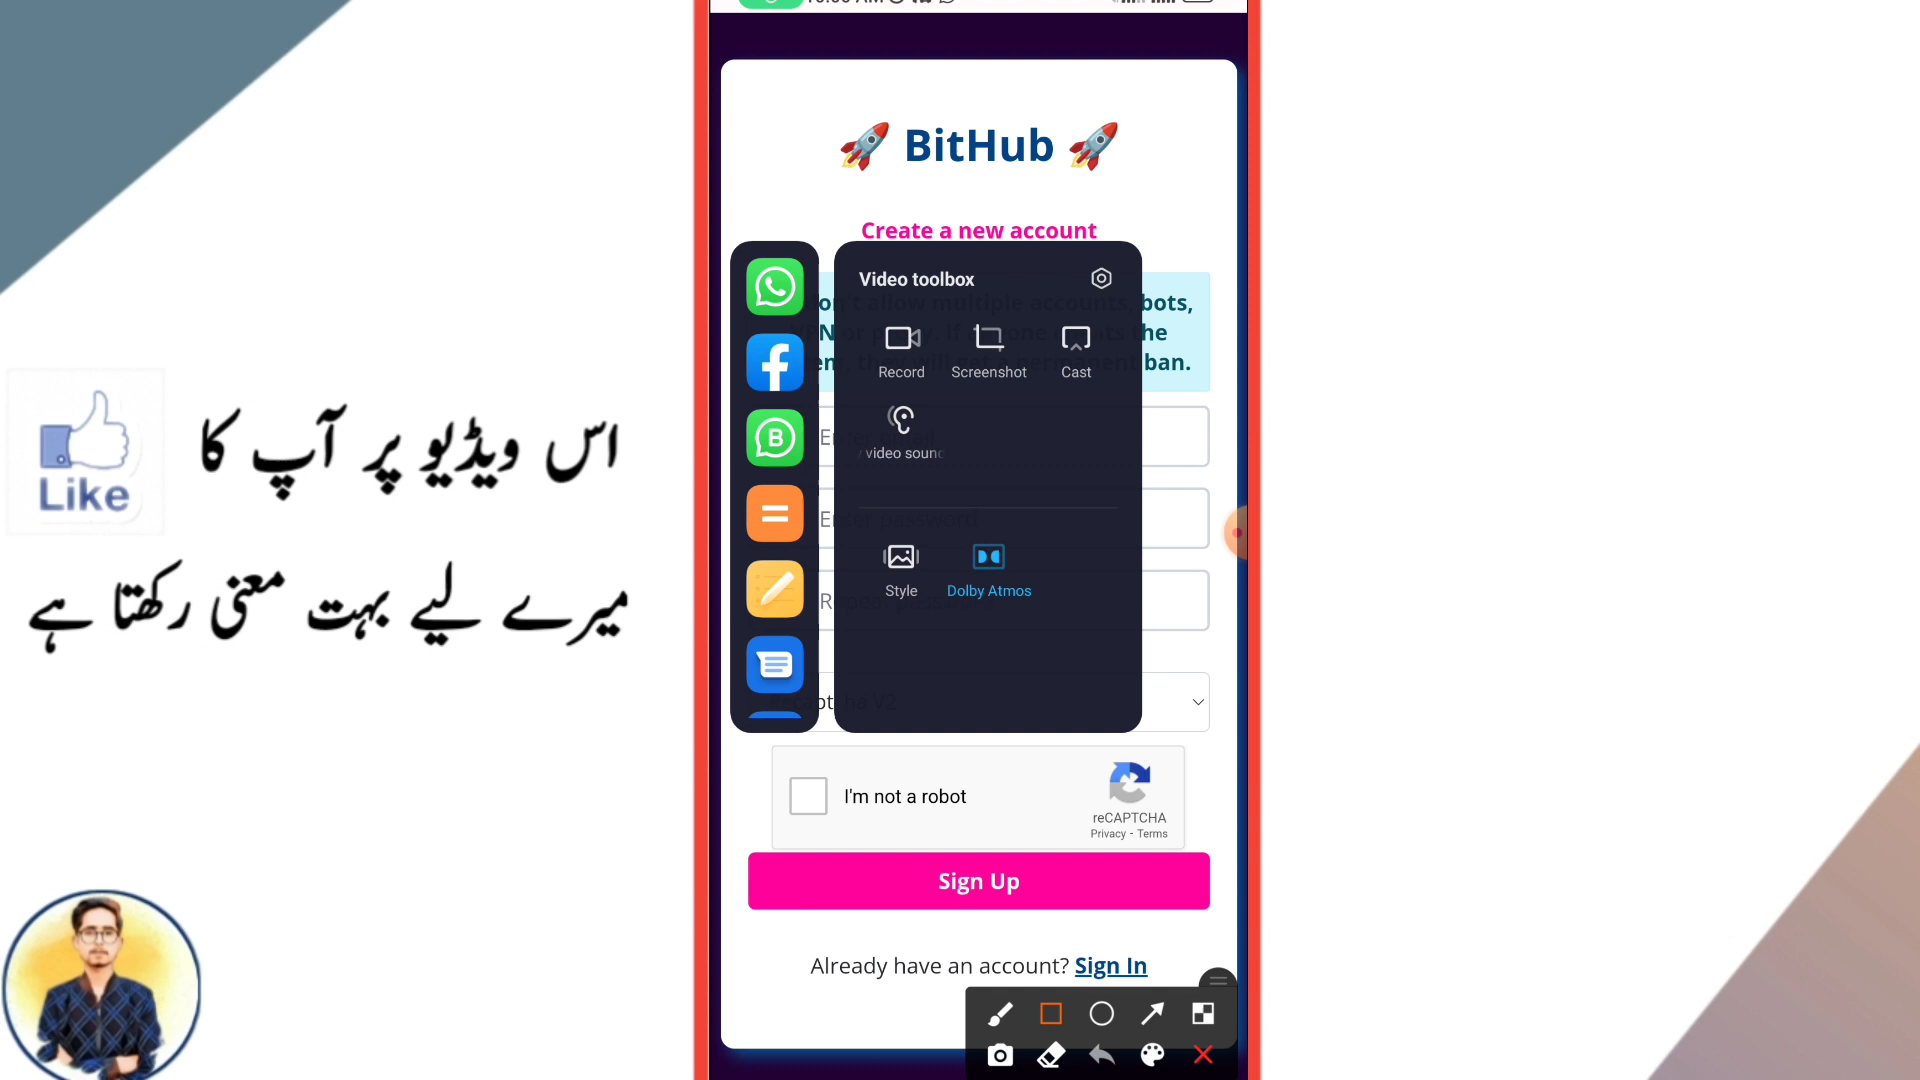 BitHub
Create a new account
bots,
the
ban.
Video toolbox
Record Screenshot Cast
video soun
Style Dolby Atmos
I'm not a robot
reCAPTCHA
Privacy - Terms
Sign Up
Already have an account? Sign In
Like
اس ویڈیو پر آپ کا
میرے لیے بہت معنی رکھتا ہے